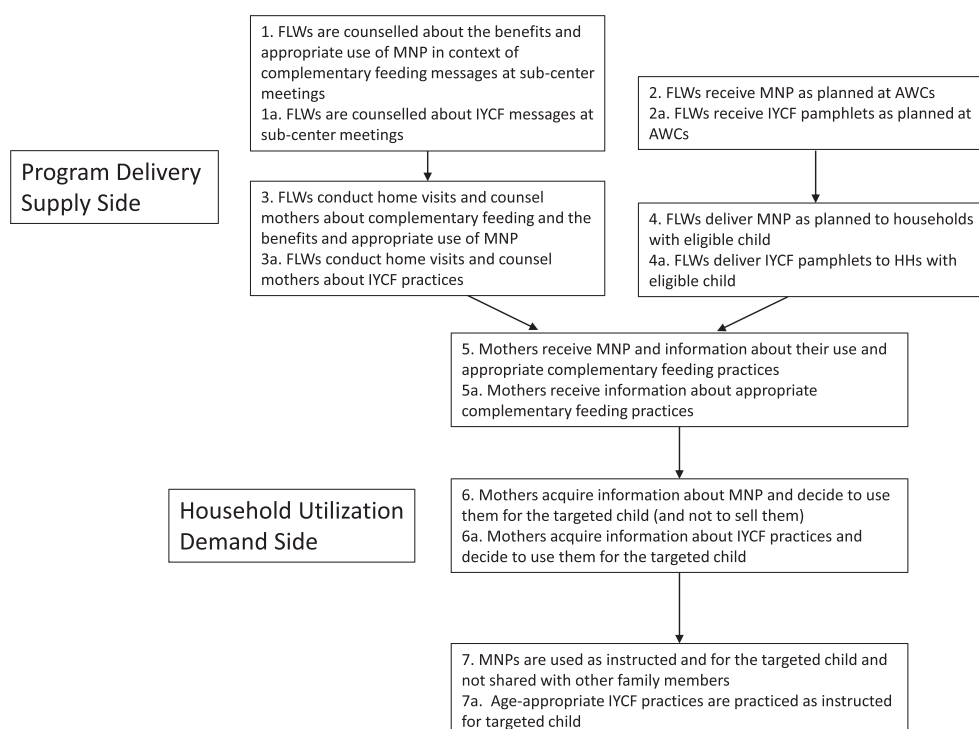 1. FLWs are counselled about the benefits and
appropriate use of MNP in context of
complementary feeding messages at sub-center
meetings
1a. FLWs are counselled about IYCF messages at
sub-center meetings
2. FLWs receive MNP as planned at AWCs
2a. FLWs receive IYCF pamphlets as planned at
AWCs
Program Delivery
Supply Side
3. FLWs conduct home visits and counsel
mothers about complementary feeding and the
benefits and appropriate use of MNP
3a. FLWs conduct home visits and counsel
mothers about IYCF practices
4. FLWs deliver MNP as planned to households
with eligible child
4a. FLWs deliver IYCF pamphlets to HHs with
eligible child
5. Mothers receive MNP and information about their use and
appropriate complementary feeding practices
5a. Mothers receive information about appropriate
complementary feeding practices
Household Utilization
Demand Side
6. Mothers acquire information about MNP and decide to use
them for the targeted child (and not to sell them)
6a. Mothers acquire information about IYCF practices and
decide to use them for the targeted child
7. MNPs are used as instructed and for the targeted child and
not shared with other family members
7a. Age-appropriate IYCF practices are practiced as instructed
for targeted child